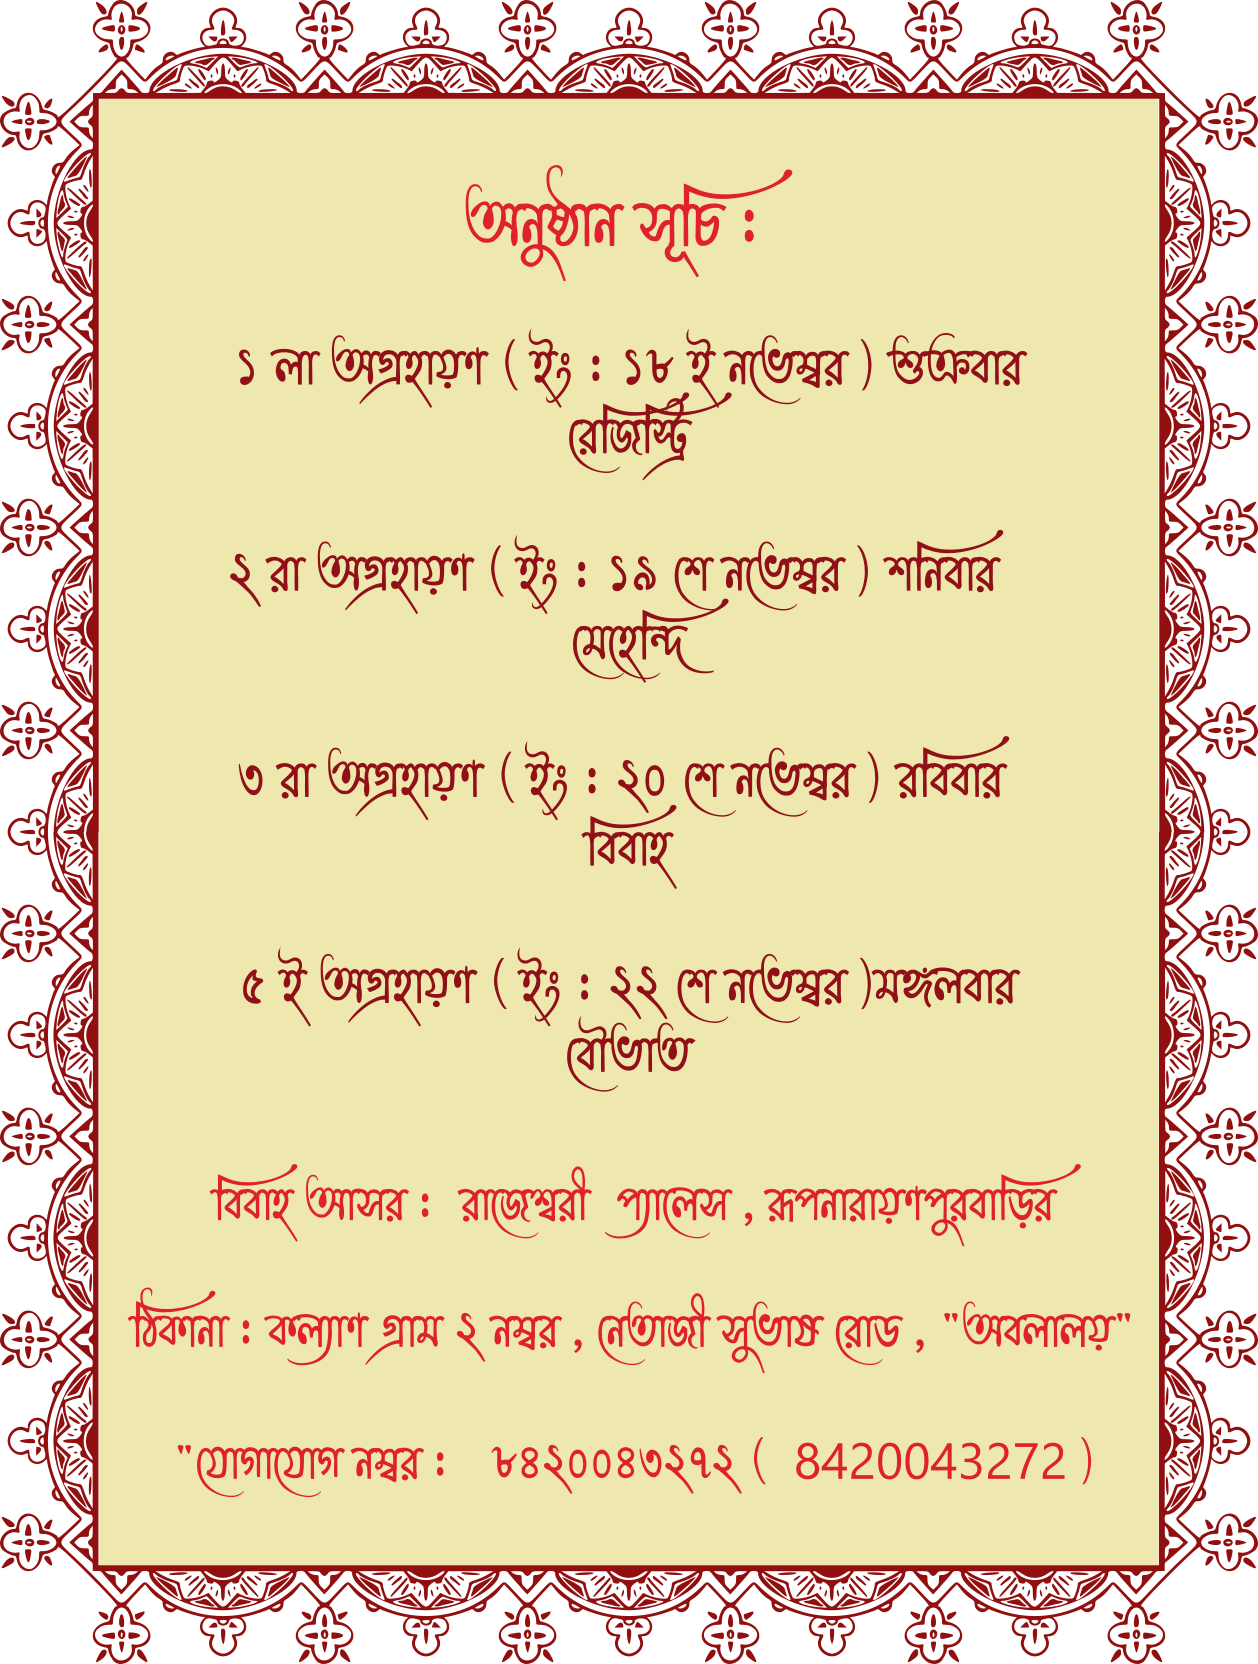 অনুষ্ঠান সূচি :
১ লা অগ্রহায়ণ ( ইং : ১৮ ই নভেম্বর ) শুক্রবার
রেজিস্ট্রি
২ রা অগ্রহায়ণ ( ইং : ১৯ শে নভেম্বর ) শনিবার
মেহেন্দি
৩ রা অগ্রহায়ণ ( ইং : ২০ শে নভেম্বর ) রবিবার
বিবাহ
৫ ই অগ্রহায়ণ ( ইং : ২২ শে নভেম্বর )মঙ্গলবার
বৌভাত
বিবাহ আসর : রাজেশ্বরী প্যালেস , রূপনারায়ণপুরবাড়ির
ঠিকানা : কল্যাণ গ্রাম ২ নম্বর , নেতাজী সুভাষ রোড , "অবলালয়"
"যোগাযোগ নম্বর : ৮৪২০০৪৩২৭২ ( 8420043272 )